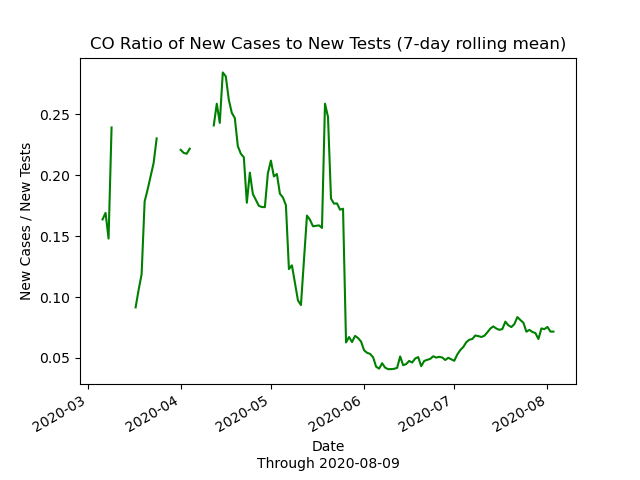 CO Ratio of New Cases to New Tests (7-day rolling mean)
New Cases / New Tests
0.25
0.20
0.15
0.10
0.05
2020-03
2020-04
2020-05
2020-06
2020-07
2020-08
Date
Through 2020-08-09